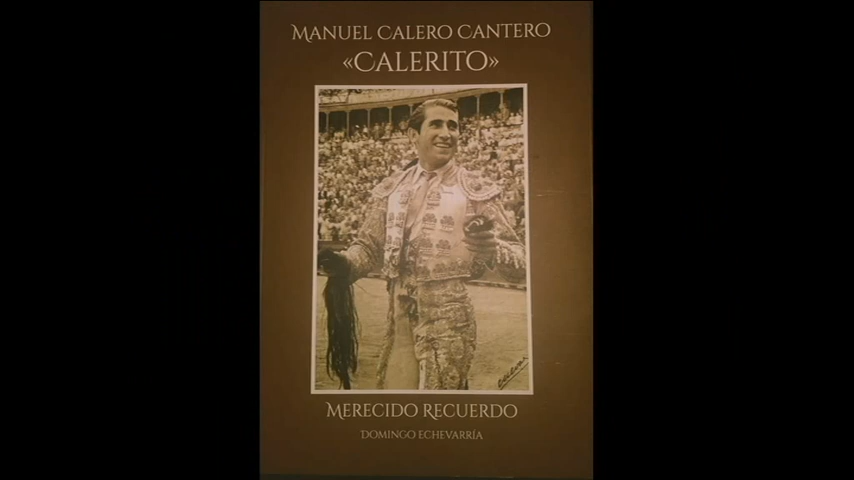 Manuel Calero Cantero
«Calerito»
Merecido Recuerdo
Domingo Echevarría